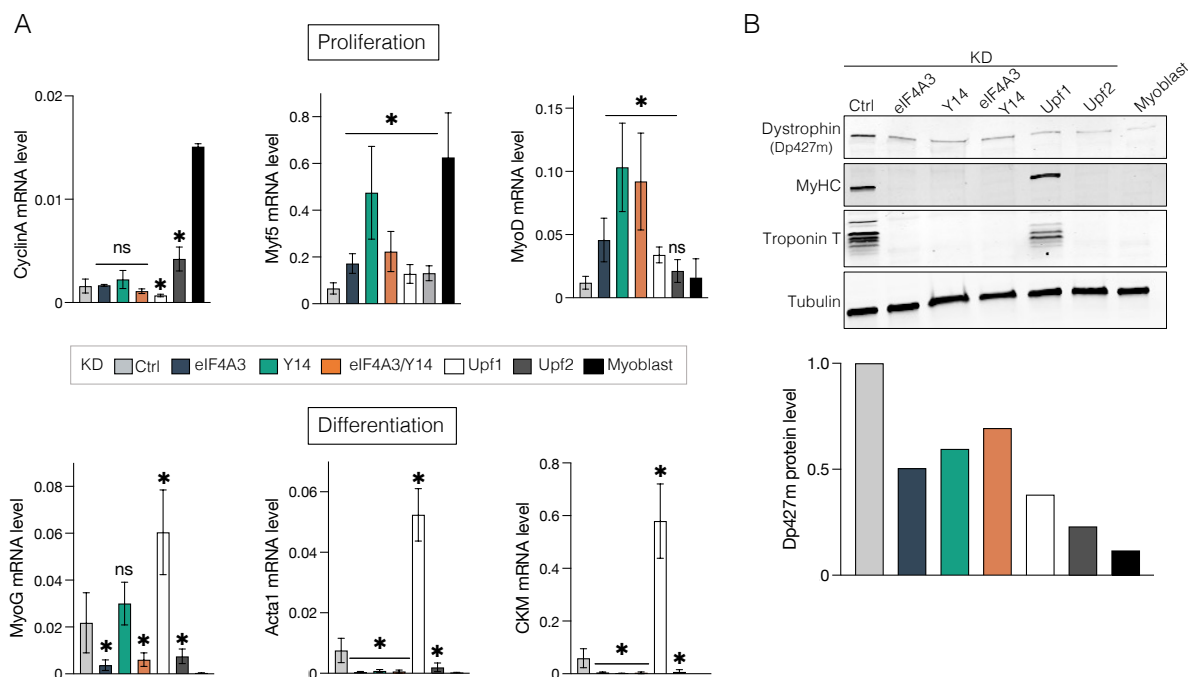 A
Proliferation
CyclinA mRNA level
0.02
0.01
0
ns
*
*
Myf5 mRNA level
0.8
0.6
0.4
0.2
0
*
MyoD mRNA level
0.15
0.10
0.05
0
*
ns
KD Ctrl eIF4A3 Y14 eIF4A3/Y14 Upf1 Upf2 Myoblast
Differentiation
MyoG mRNA level
0.08
0.06
0.04
0.02
0
*
ns
*
*
*
Acta1 mRNA level
0.06
0.04
0.02
0
*
*
*
CKM mRNA level
0.8
0.6
0.4
0.2
0
*
*
*
B
KD
Ctrl eIF4A3 Y14 eIF4A3 Y14 Upf1 Upf2 Myoblast
Dystrophin
(Dp427m)
MyHC
Troponin T
Tubulin
Dp427m protein level
1.0
0.5
0